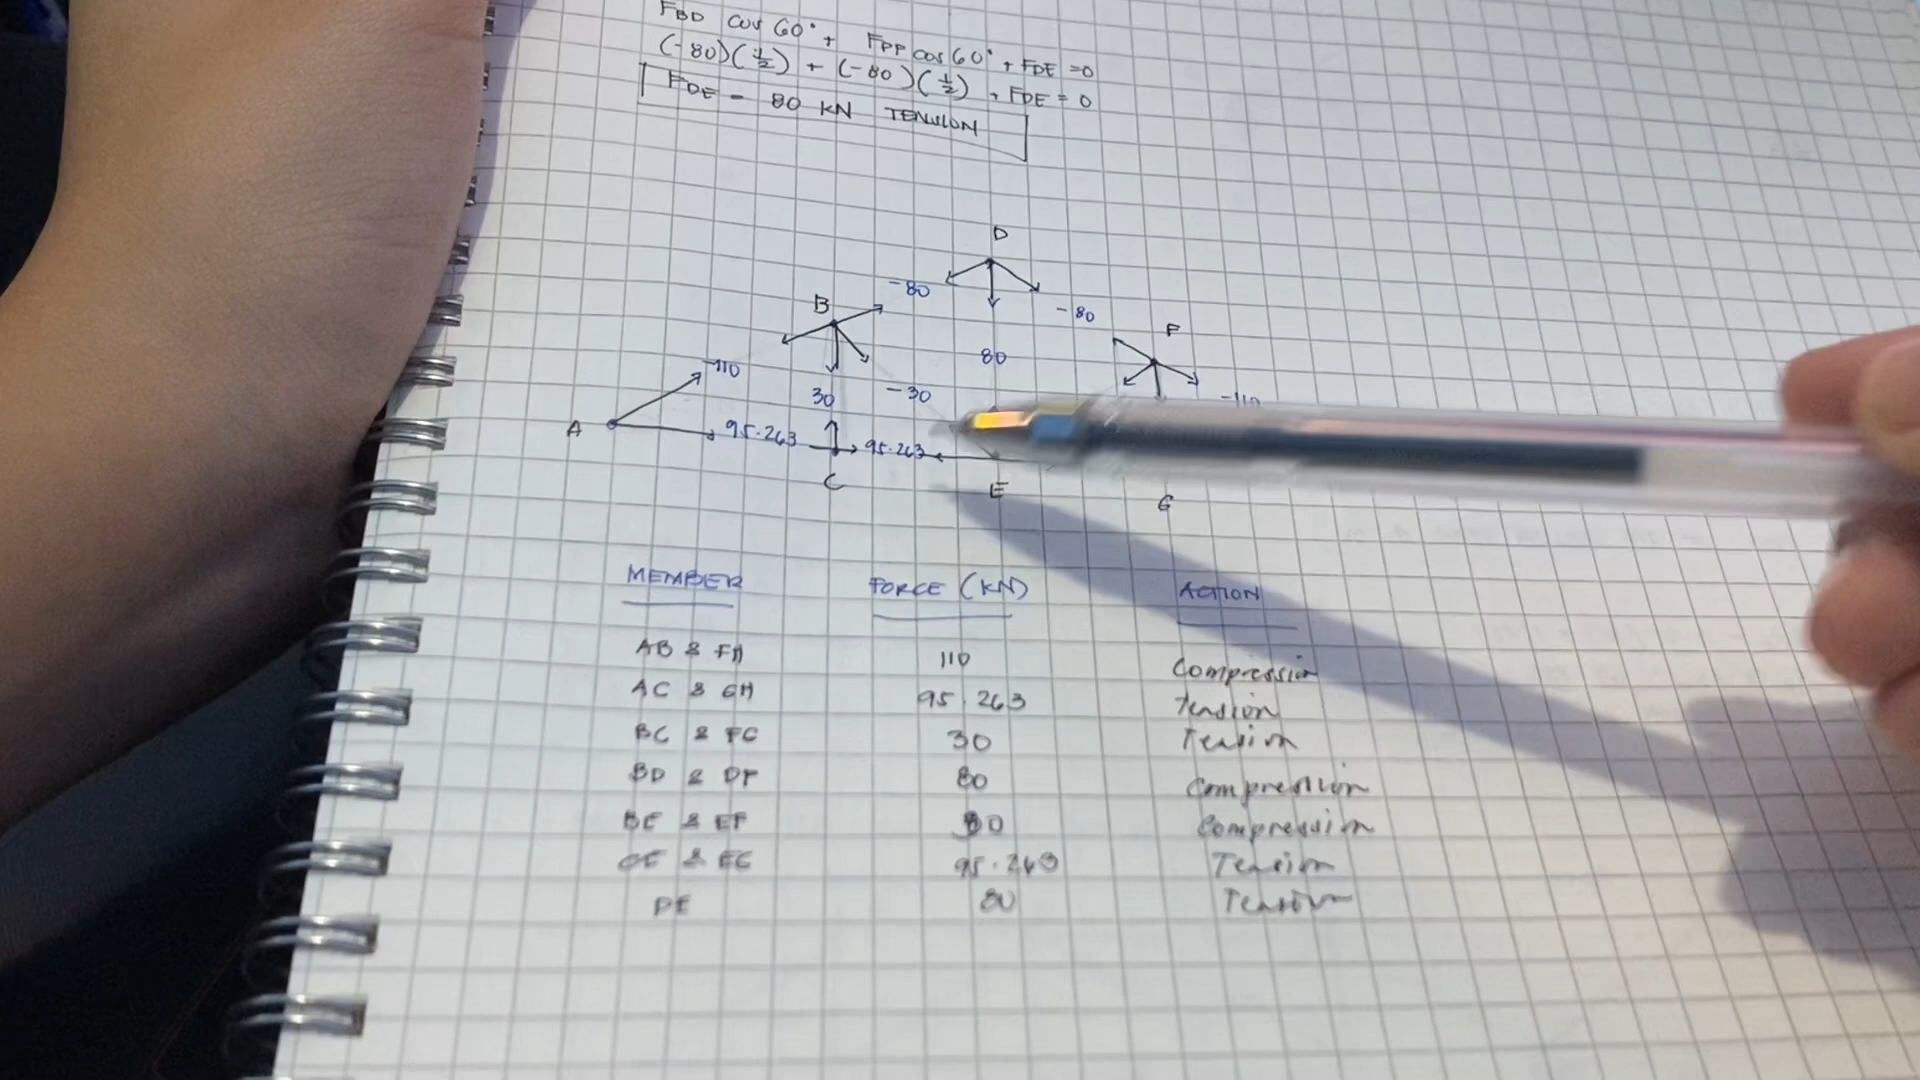 FBD cos 60° + FDF cos 60° + FDE = 0
(-80)(1/2) + (-80)(1/2) + FDE = 0
FDE = 80 KN TENSION
D
-80
B
-80
F
80
-110
30
-30
-110
A
95.263
95.263
C
E
G
MEMBER FORCE (KN) ACTION
AB & FH 110 Compression
AC & GH 95.263 Tension
BC & FG 30 Tension
BD & DF 80 Compression
BE & EF 30 Compression
CE & EG 95.263 Tension
DE 80 Tension